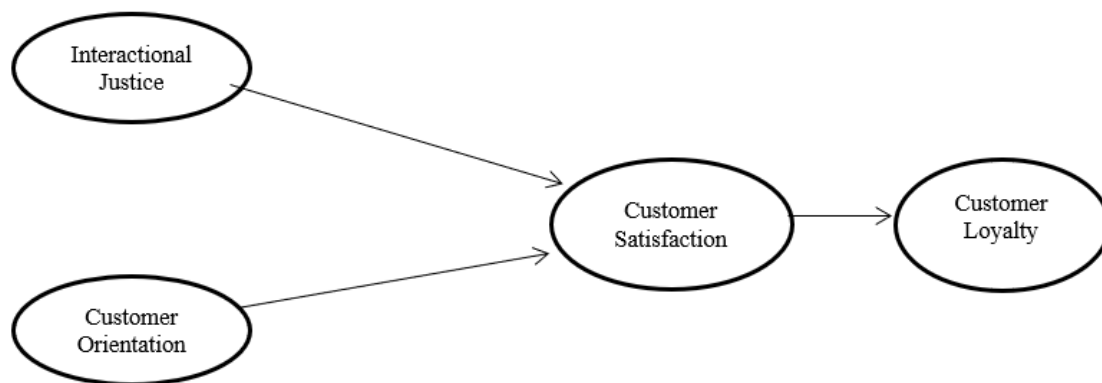 Interactional
Justice
Customer
Satisfaction
Customer
Loyalty
Customer
Orientation